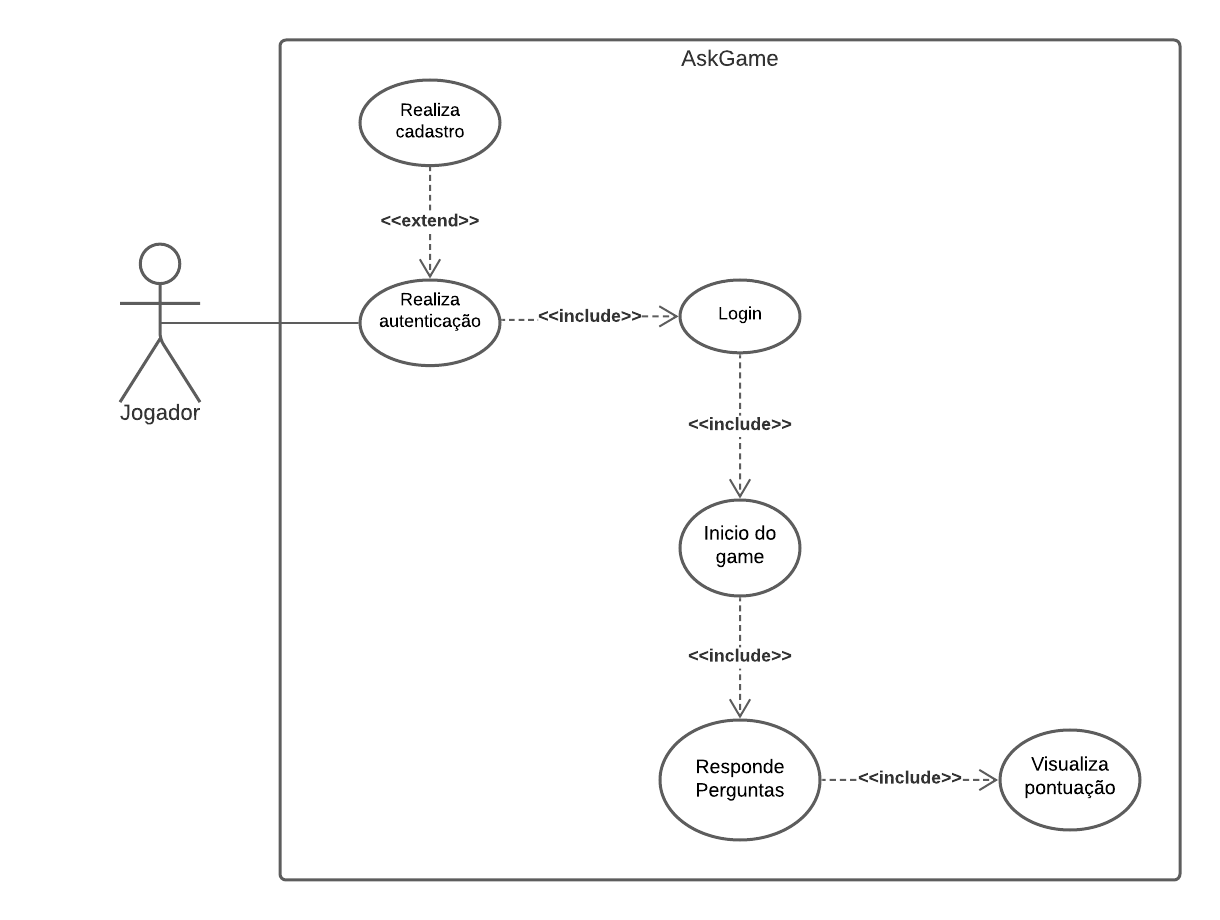 AskGame
Realiza
cadastro
<<extend>>
Realiza
autenticação
<<include>>
Login
Jogador
<<include>>
Inicio do
game
<<include>>
Responde
Perguntas
<<include>>
Visualiza
pontuação